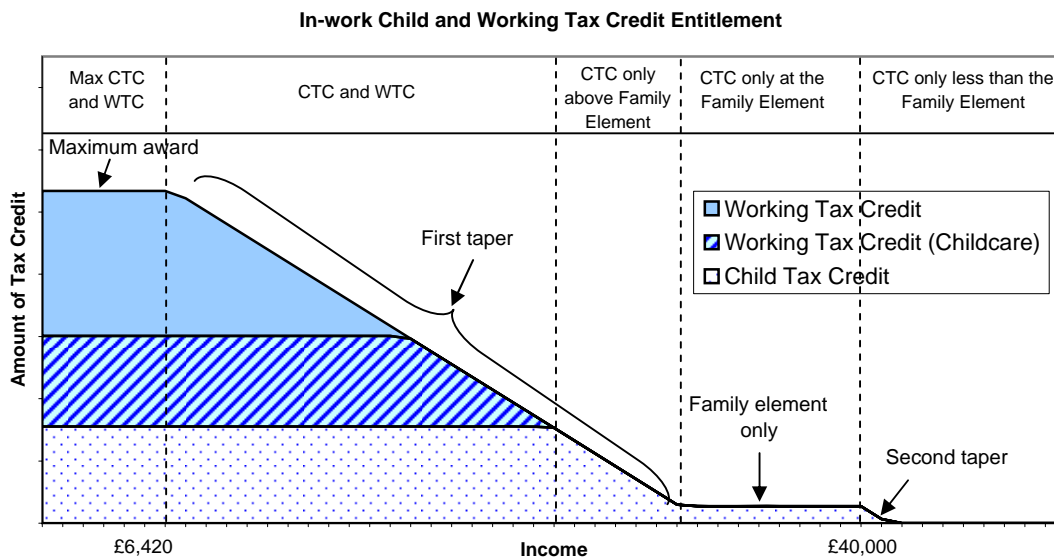 In-work Child and Working Tax Credit Entitlement
Max CTC
and WTC
CTC and WTC
CTC only
above Family
Element
CTC only at the
Family Element
CTC only less than the
Family Element
Maximum award
First taper
Working Tax Credit
Working Tax Credit (Childcare)
Child Tax Credit
Family element
only
Second taper
Amount of Tax Credit
£6,420
Income
£40,000